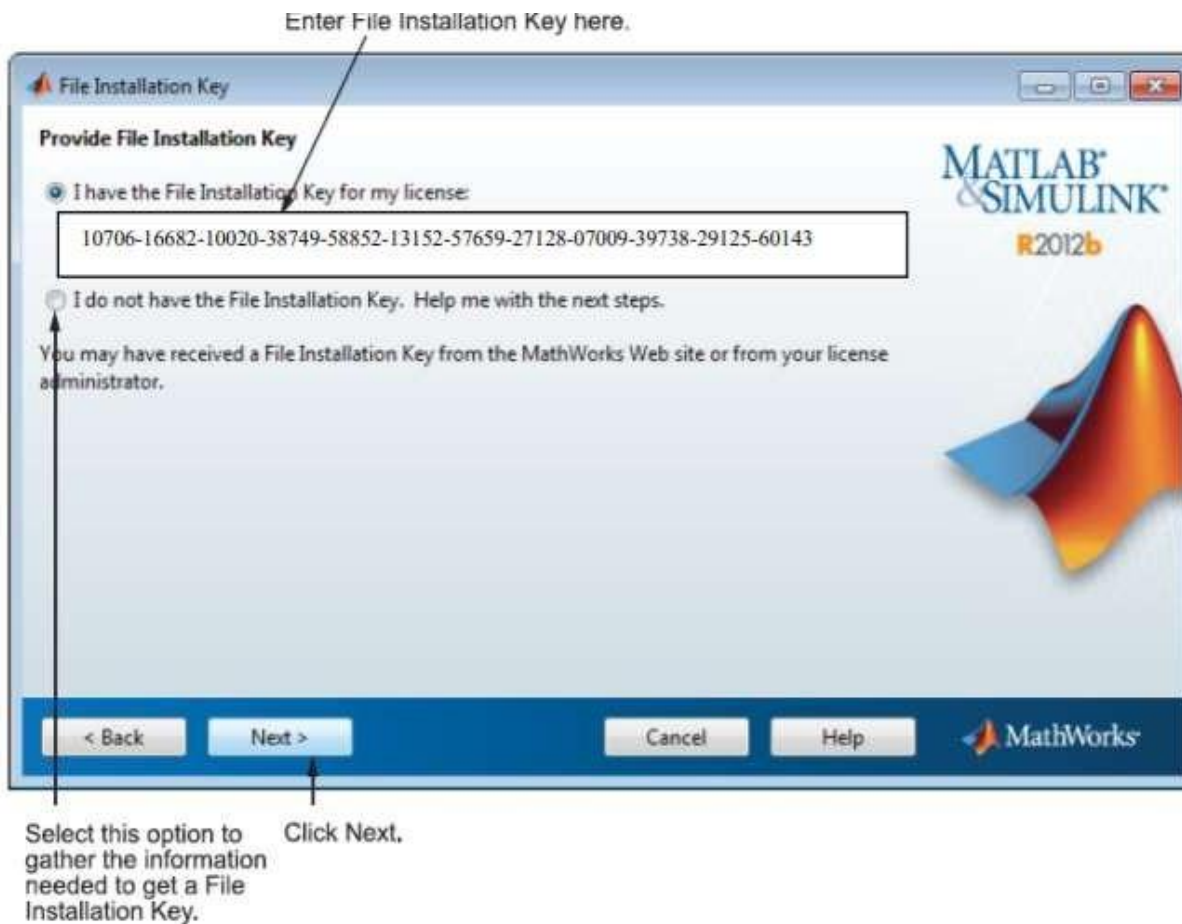 Enter File Installation Key here.
File Installation Key
Provide File Installation Key
I have the File Installation Key for my license:
10706-16682-10020-38749-58852-13152-57659-27128-07009-39738-29125-60143
I do not have the File Installation Key. Help me with the next steps.
You may have received a File Installation Key from the MathWorks Web site or from your license
administrator.
MATLAB®
&SIMULINK®
R2012b
< Back
Next >
Cancel
Help
MathWorks®
Select this option to
gather the information
needed to get a File
Installation Key.
Click Next.